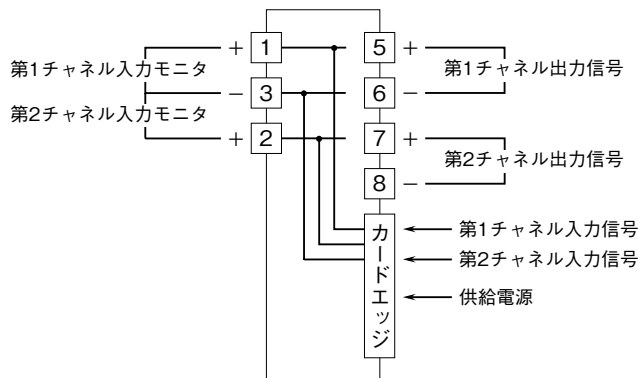 第1チャネル入力モニタ
第2チャネル入力モニタ
+ 1
− 3
+ 2
5 +
6 −
7 +
8 −
第1チャネル出力信号
第2チャネル出力信号
カードエッジ
第1チャネル入力信号
第2チャネル入力信号
供給電源